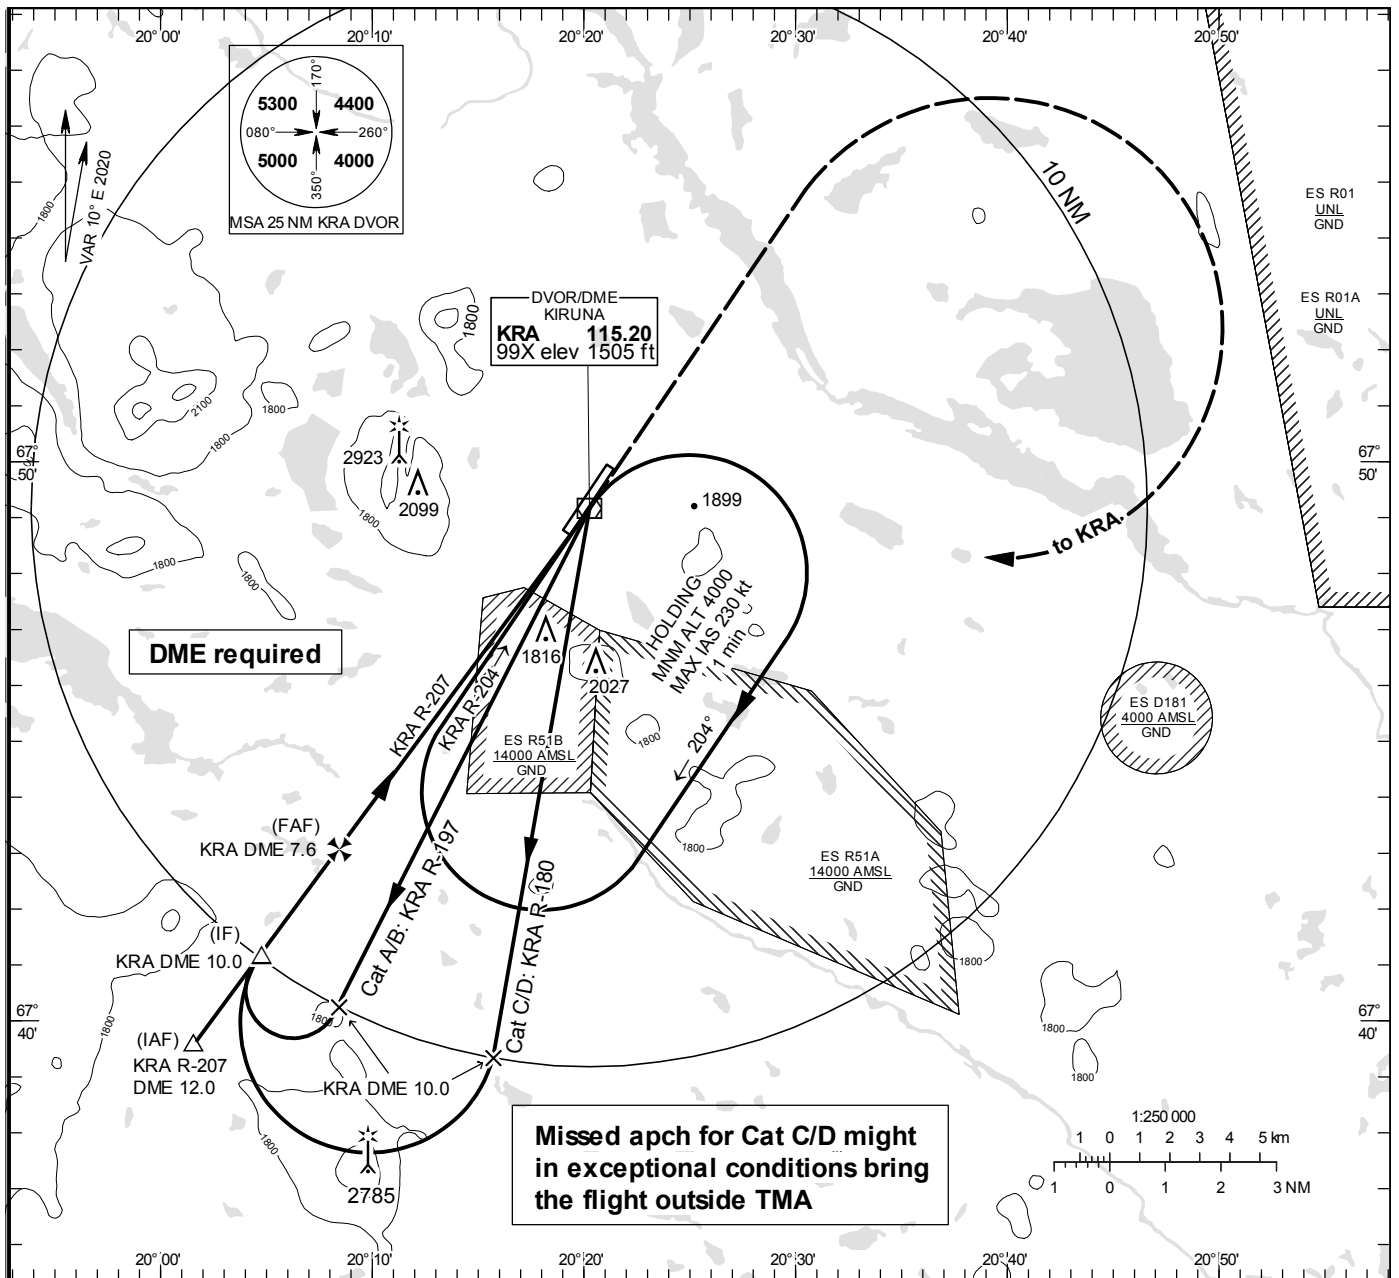 20° 00'
20° 10'
20° 20'
20° 30'
20° 40'
20° 50'
170°
5300
4400
080°
260°
5000
4000
350°
MSA 25 NM KRA DVOR
VAR 10° E 2020
1800
10 NM
ES R01
UNL
GND
ES R01A
UNL
GND
DVOR/DME
KIRUNA
KRA 115.20
99X elev 1505 ft
1800
2100
1800
1800
67°
50'
67°
50'
2923
2099
1800
1899
to KRA
1800
1800
HOLDING
MNM ALT 4000
MAX IAS 230 kt
1 min
DME required
1816
2027
KRA R-207
KRA R-204
204°
ES R51B
14000 AMSL
GND
1800
ES D181
4000 AMSL
GND
(FAF)
KRA DME 7.6
1800
ES R51A
14000 AMSL
GND
Cat A/B: KRA R-197
Cat C/D: KRA R-180
(IF)
KRA DME 10.0
1800
67°
40'
1800
1800
1800
67°
40'
(IAF)
KRA R-207
DME 12.0
KRA DME 10.0
1800
1800
2785
Missed apch for Cat C/D might
in exceptional conditions bring
the flight outside TMA
1:250 000
1 0 1 2 3 4 5 km
1 0 1 2 3 NM
20° 00'
20° 10'
20° 20'
20° 30'
20° 40'
20° 50'